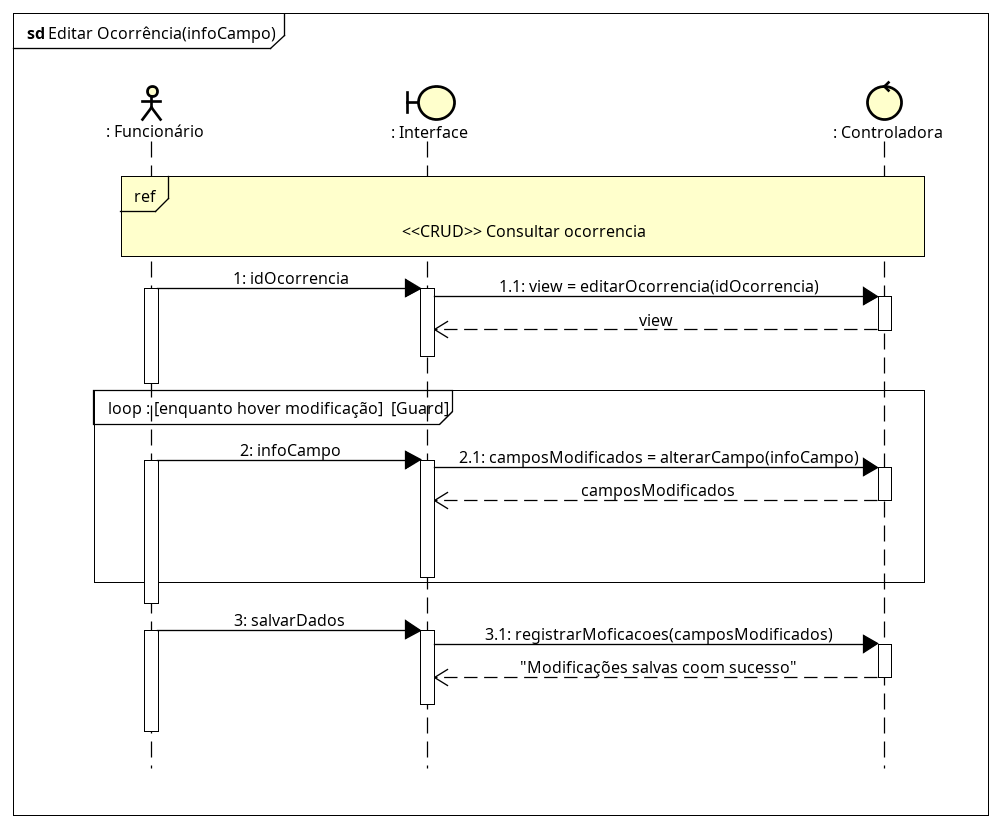 sd Editar Ocorrência(infoCampo)
: Funcionário
: Interface
: Controladora
ref
<<CRUD>> Consultar ocorrencia
1: idOcorrencia
1.1: view = editarOcorrencia(idOcorrencia)
view
loop : [enquanto hover modificação] [Guard]
2: infoCampo
2.1: camposModificados = alterarCampo(infoCampo)
camposModificados
3: salvarDados
3.1: registrarMoficacoes(camposModificados)
"Modificações salvas coom sucesso"